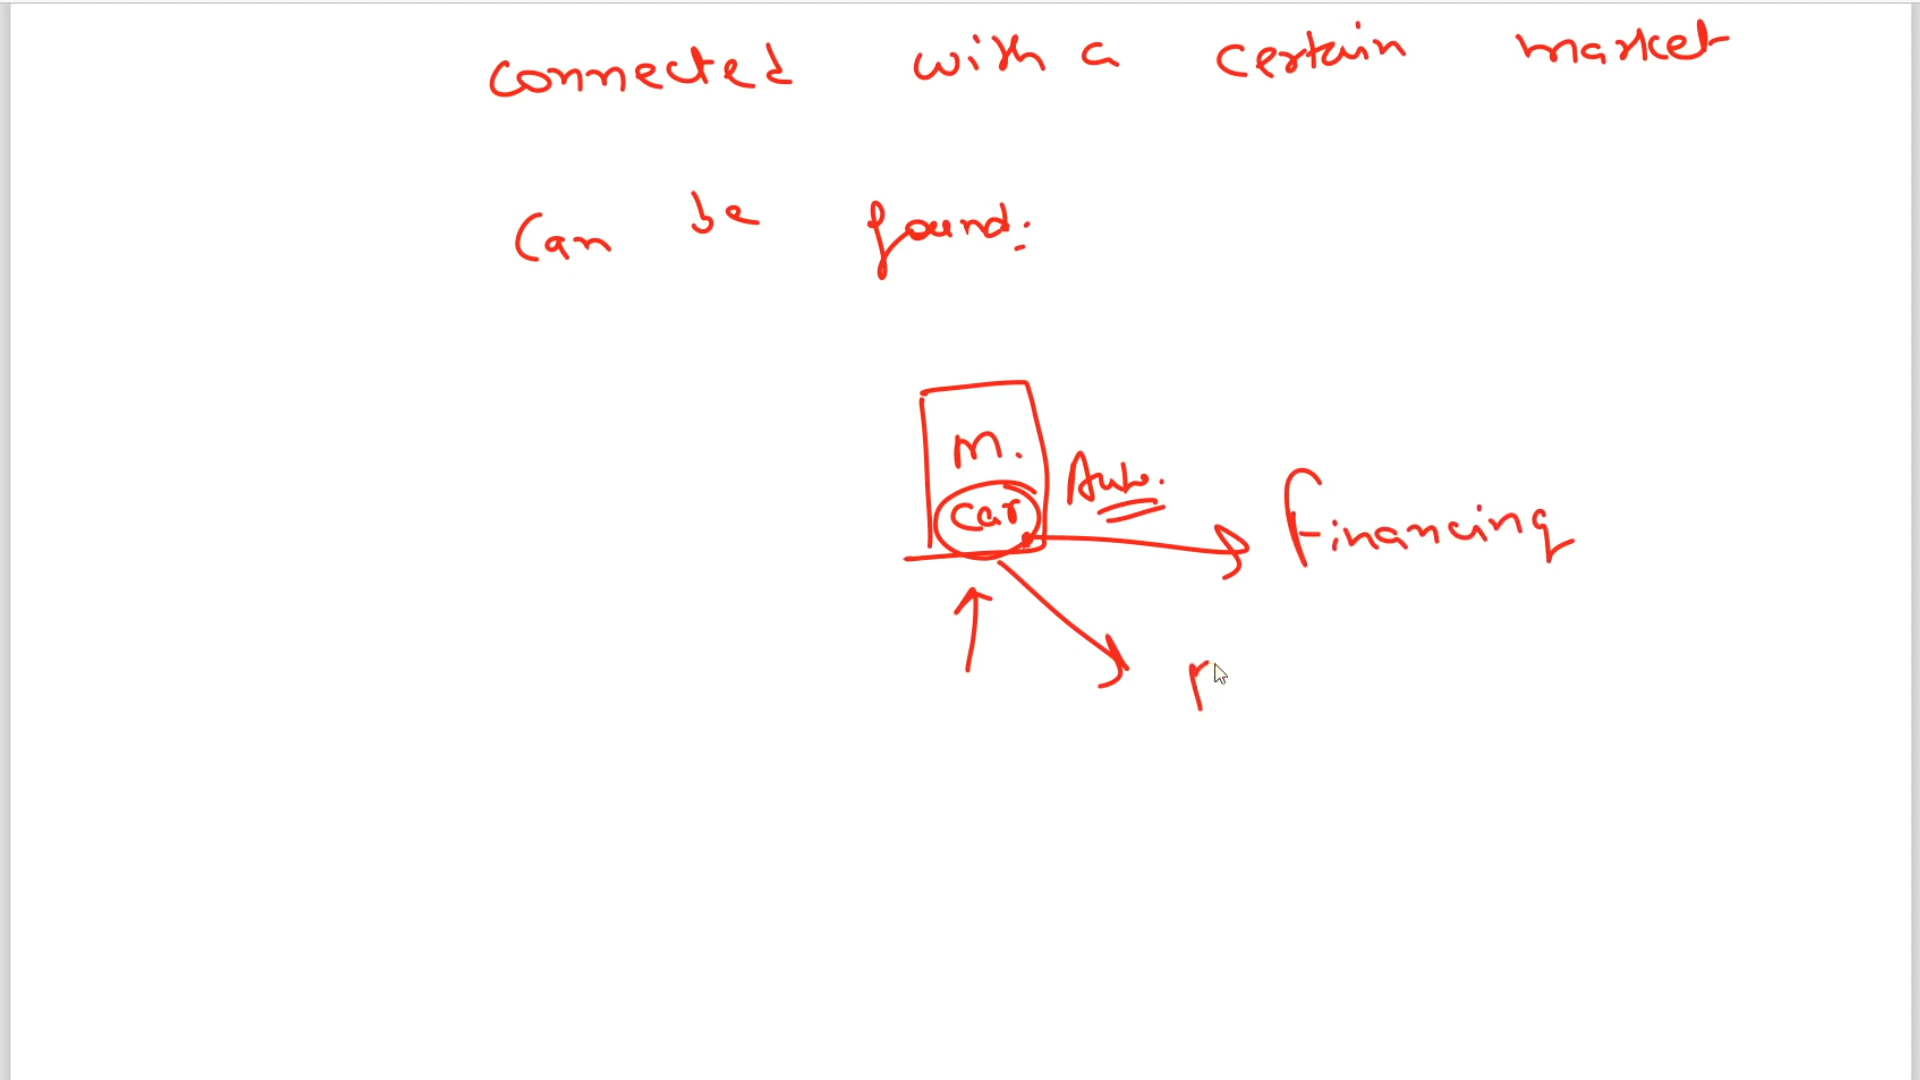 connected with a certain market
can be found:
m.
car
Auto.
financing
r